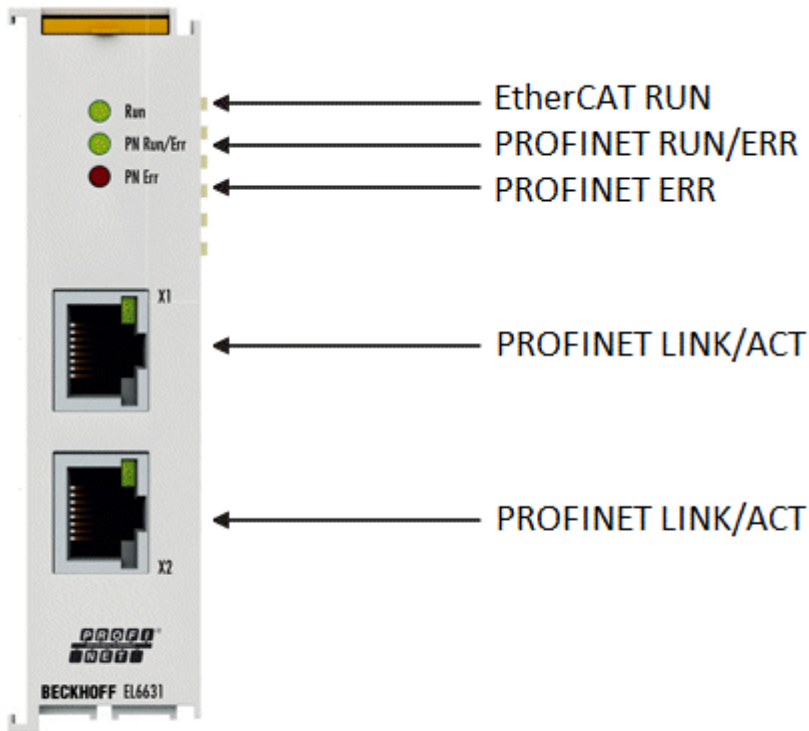 EtherCAT RUN
Run
PROFINET RUN/ERR
PN Run/Err
PROFINET ERR
PN Err
X1
PROFINET LINK/ACT
PROFINET LINK/ACT
X2
PROFI
NET
BECKHOFF EL6631